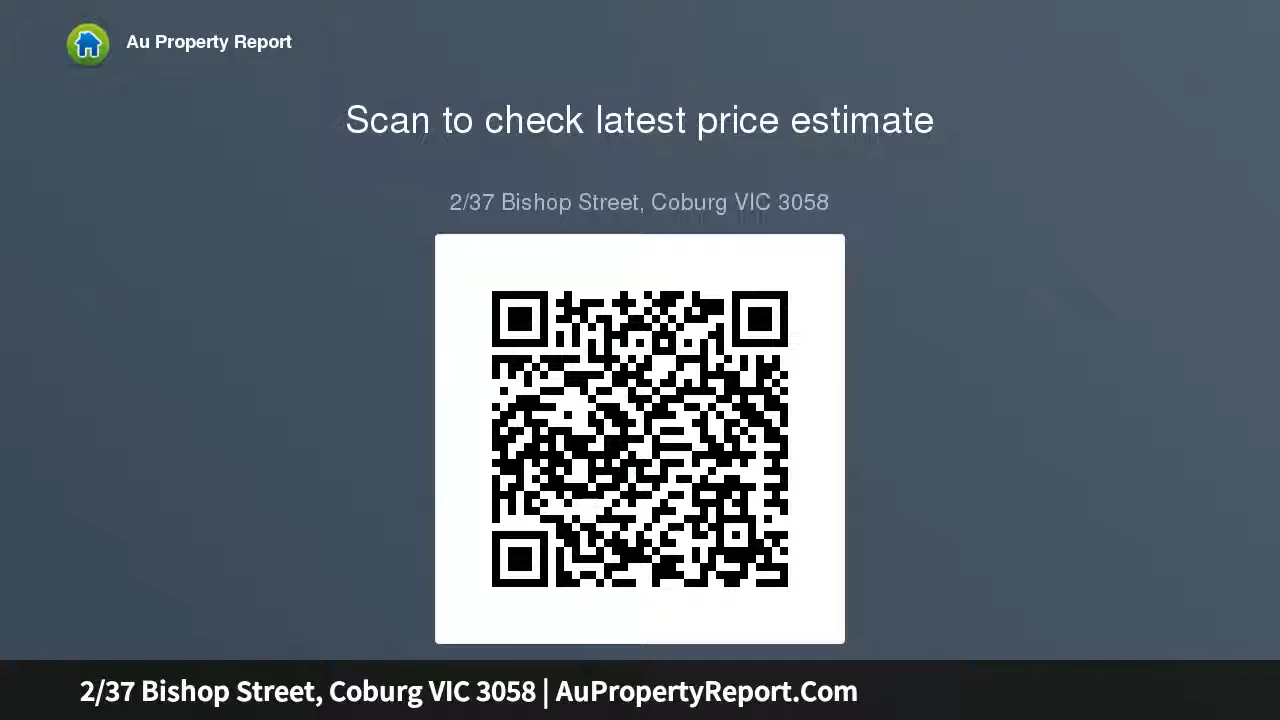 Au Property Report
Scan to check latest price estimate
2/37 Bishop Street, Coburg VIC 3058
2/37 Bishop Street, Coburg VIC 3058 | AuPropertyReport.Com